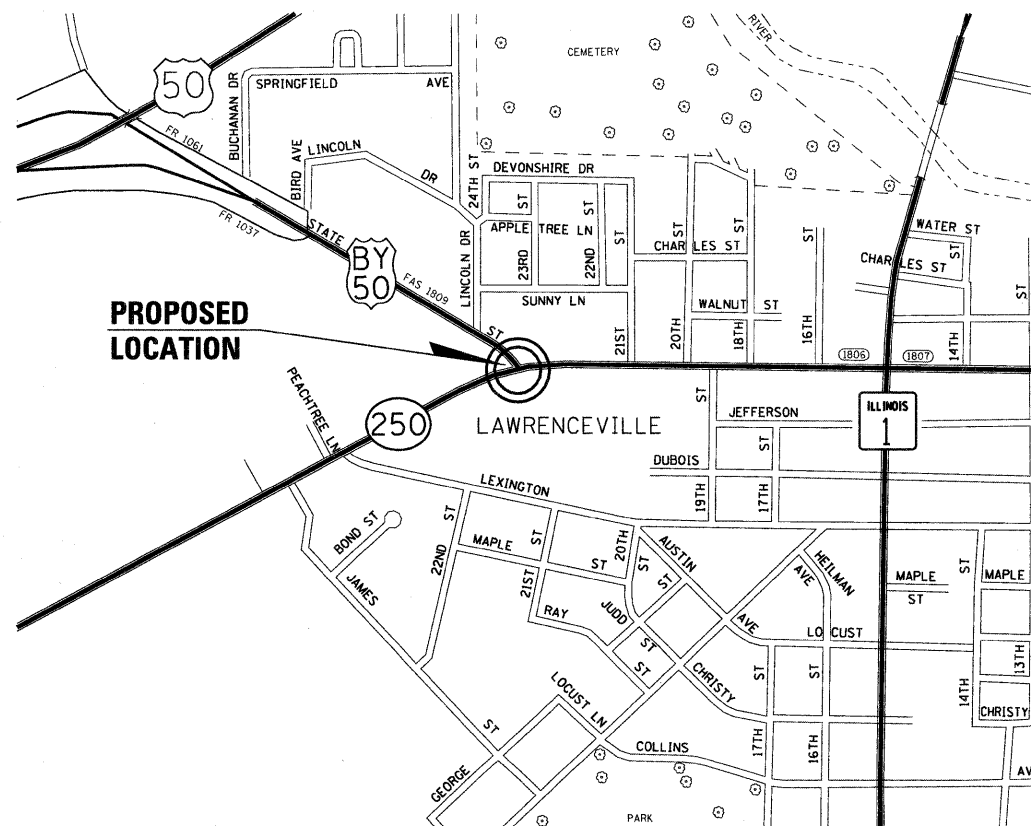 RIVER
CEMETERY
50
SPRINGFIELD AVE
BUCHANAN DR
FR 1061
BIRD AVE
LINCOLN DR
24TH ST
DEVONSHIRE DR
FR 1037
STATE ST
BY
50
FAS 1809
LINCOLN DR
APPLE TREE LN
23RD ST
22ND ST
21ST ST
SUNNY LN
20TH ST
18TH ST
CHARLES ST
WALNUT ST
16TH ST
WATER ST
CHARLES ST
14TH ST
ST
PROPOSED
LOCATION
1806
1807
PEACHTREE LN
250
LAWRENCEVILLE
ILLINOIS
1
JEFFERSON
19TH ST
17TH ST
DUBOIS
LEXINGTON
BOND ST
JAMES ST
22ND ST
MAPLE ST
21ST ST
20TH ST
AUSTIN AVE
HEILMAN AVE
MAPLE
ST
MAPLE
RAY ST
JUDD ST
LOCUST
CHRISTY
14TH ST
13TH
CHRISTY
LOCUST LN
17TH ST
16TH ST
COLLINS
GEORGE
AV
PARK